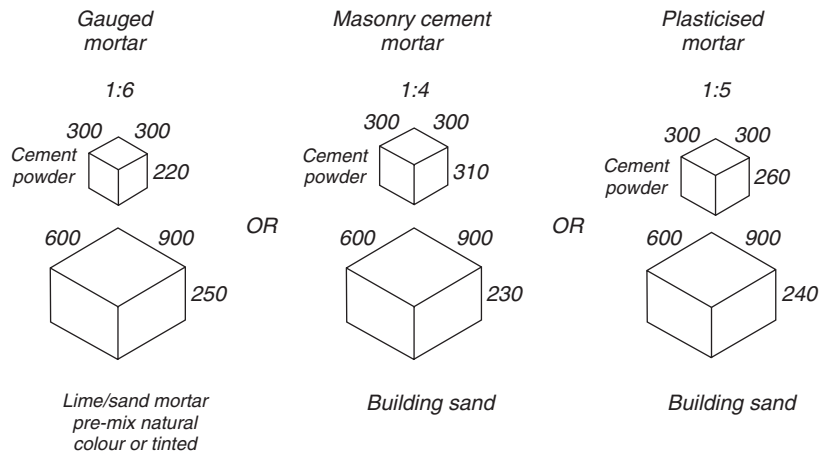 Gauged
mortar
1:6
300 300
Cement
powder
220
600 900
250
Lime/sand mortar
pre-mix natural
colour or tinted
OR
Masonry cement
mortar
1:4
300 300
Cement
powder
310
600 900
230
Building sand
OR
Plasticised
mortar
1:5
300 300
Cement
powder
260
600 900
240
Building sand